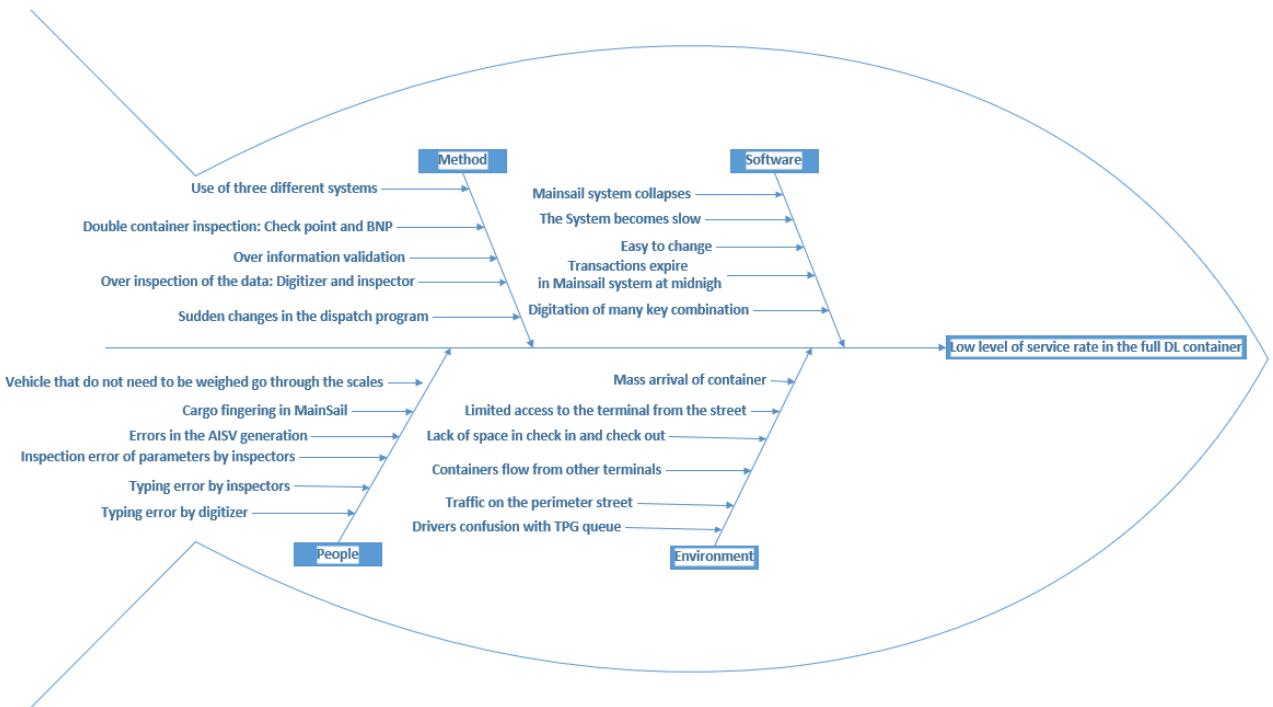 Method
Use of three different systems
Double container inspection: Check point and BNP
Over information validation
Over inspection of the data: Digitizer and inspector
Sudden changes in the dispatch program
Software
Mainsail system collapses
The System becomes slow
Easy to change
Transactions expire
in Mainsail system at midnigh
Digitation of many key combination
Low level of service rate in the full DL container
Vehicle that do not need to be weighed go through the scales
Cargo fingering in MainSail
Errors in the AISV generation
Inspection error of parameters by inspectors
Typing error by inspectors
Typing error by digitizer
People
Mass arrival of container
Limited access to the terminal from the street
Lack of space in check in and check out
Containers flow from other terminals
Traffic on the perimeter street
Drivers confusion with TPG queue
Environment